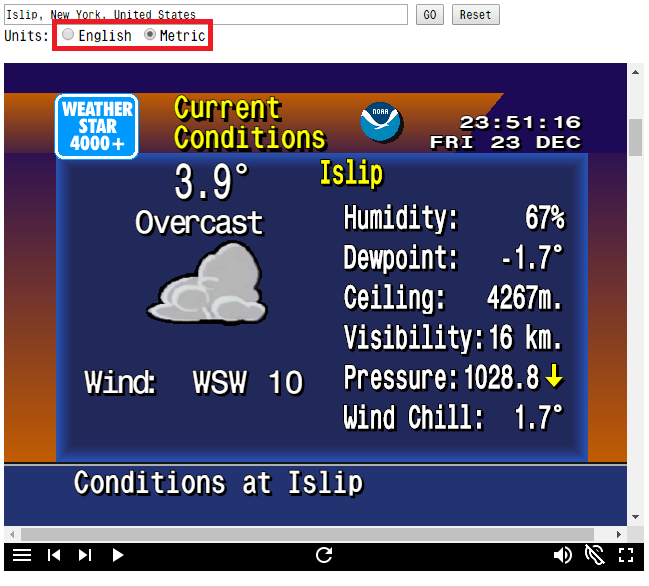 Islip, New York, United States GO Reset
Units: English Metric
WEATHER
STAR
4000+
Current
Conditions
NOAA
23:51:16
FRI 23 DEC
3.9°
Overcast
Wind: WSW 10
Islip
Humidity: 67%
Dewpoint: -1.7°
Ceiling: 4267m.
Visibility: 16 km.
Pressure: 1028.8
Wind Chill: 1.7°
Conditions at Islip